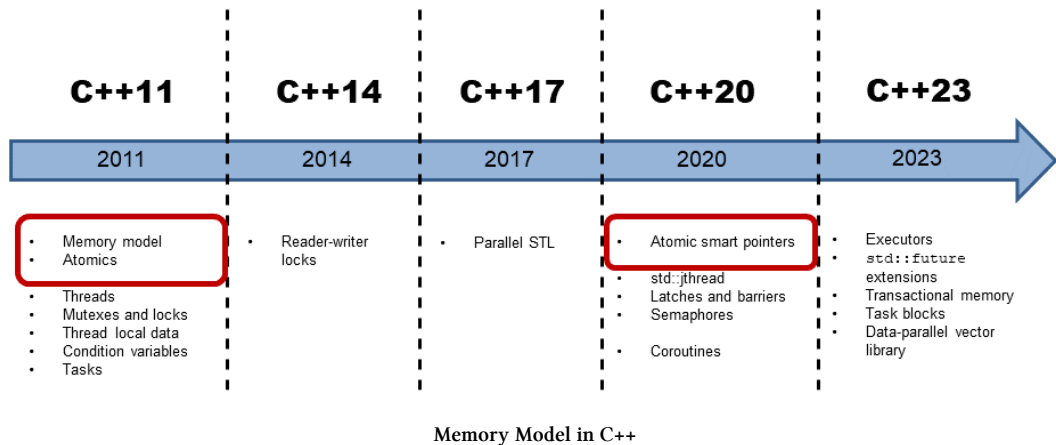 C++11
C++14
C++17
C++20
C++23
2011
2014
2017
2020
2023
• Memory model
• Atomics
• Threads
• Mutexes and locks
• Thread local data
• Condition variables
• Tasks
• Reader-writer
locks
• Parallel STL
• Atomic smart pointers
• std::jthread
• Latches and barriers
• Semaphores
• Coroutines
• Executors
• std::future
extensions
• Transactional memory
• Task blocks
• Data-parallel vector
library
Memory Model in C++